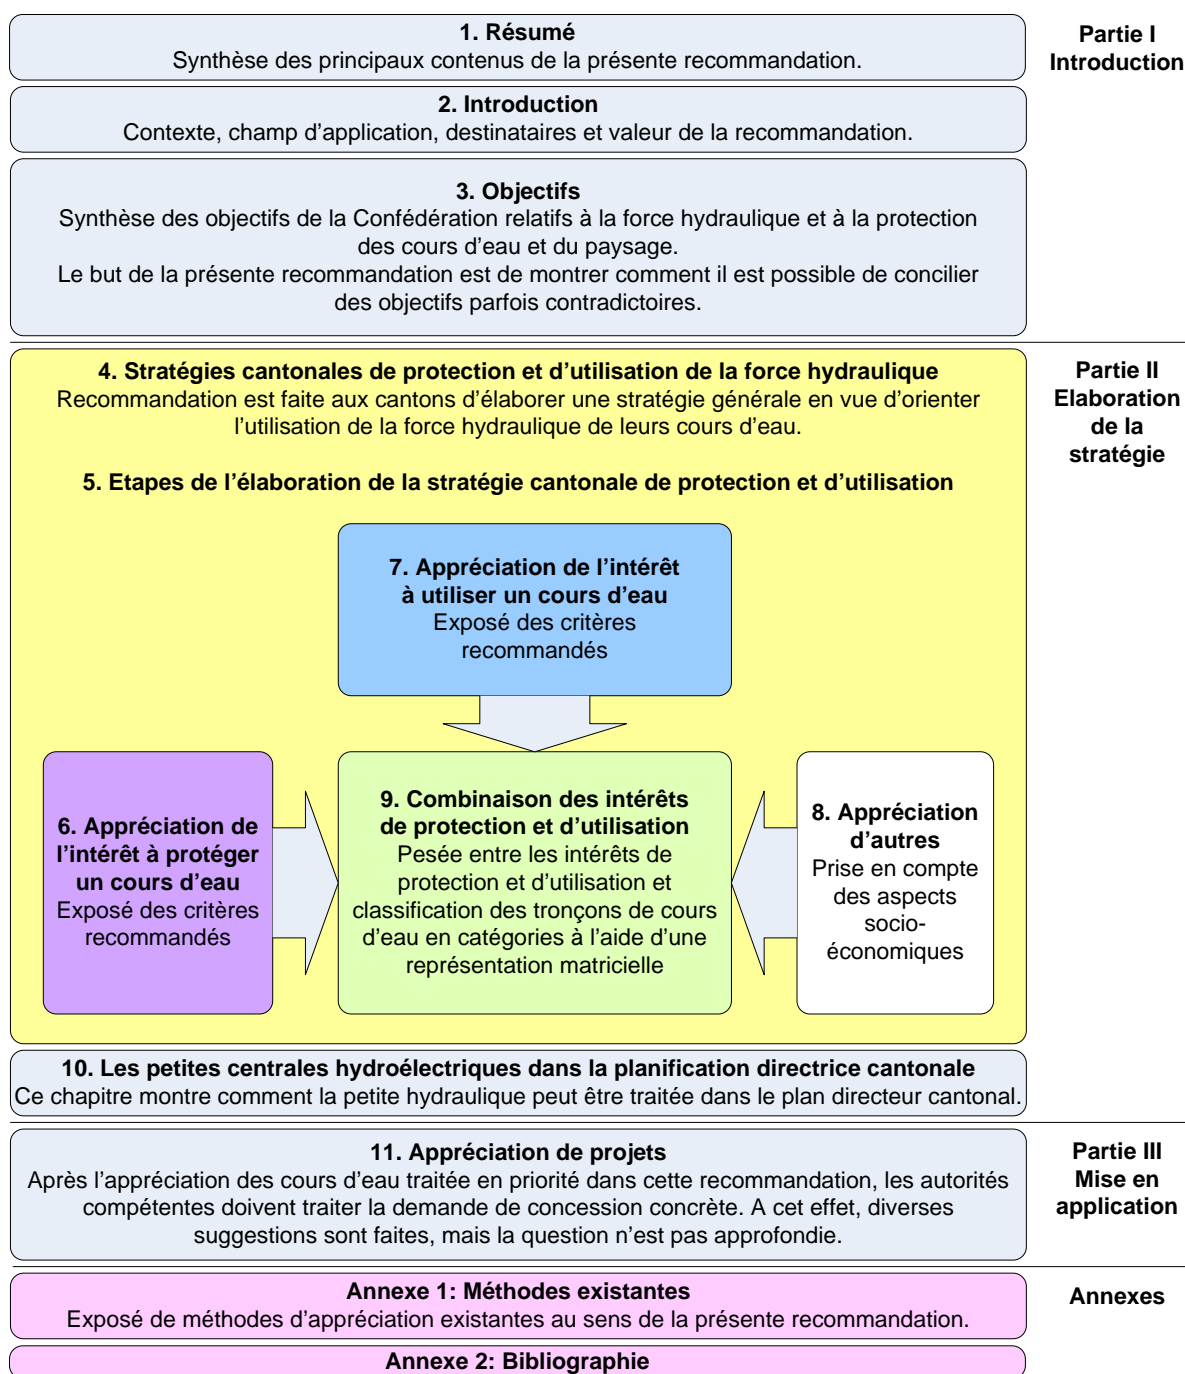 1. Résumé
Synthèse des principaux contenus de la présente recommandation.
Partie I
Introduction
2. Introduction
Contexte, champ d’application, destinataires et valeur de la recommandation.
3. Objectifs
Synthèse des objectifs de la Confédération relatifs à la force hydraulique et à la protection
des cours d'eau et du paysage.
Le but de la présente recommandation est de montrer comment il est possible de concilier
des objectifs parfois contradictoires.
4. Stratégies cantonales de protection et d’utilisation de la force hydraulique
Recommandation est faite aux cantons d’élaborer une stratégie générale en vue d’orienter
l’utilisation de la force hydraulique de leurs cours d’eau.
Partie II
Elaboration
de la
stratégie
5. Etapes de l’élaboration de la stratégie cantonale de protection et d’utilisation
7. Appréciation de l’intérêt
à utiliser un cours d’eau
Exposé des critères
recommandés
6. Appréciation de
l’intérêt à protéger
un cours d’eau
Exposé des critères
recommandés
9. Combinaison des intérêts
de protection et d’utilisation
Pesée entre les intérêts de
protection et d’utilisation et
classification des tronçons de cours
d’eau en catégories à l’aide d’une
représentation matricielle
8. Appréciation
d’autres
Prise en compte
des aspects
socio-
économiques
10. Les petites centrales hydroélectriques dans la planification directrice cantonale
Ce chapitre montre comment la petite hydraulique peut être traitée dans le plan directeur cantonal.
11. Appréciation de projets
Après l’appréciation des cours d’eau traitée en priorité dans cette recommandation, les autorités
compétentes doivent traiter la demande de concession concrète. A cet effet, diverses
suggestions sont faites, mais la question n’est pas approfondie.
Partie III
Mise en
application
Annexe 1: Méthodes existantes
Exposé de méthodes d’appréciation existantes au sens de la présente recommandation.
Annexes
Annexe 2: Bibliographie